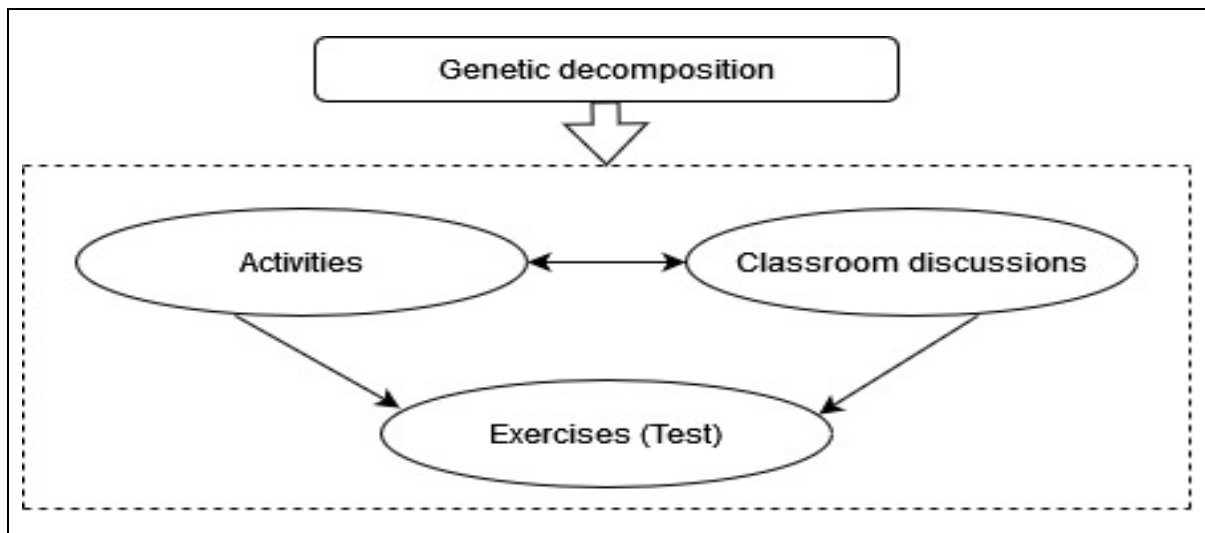 Genetic decomposition
Activities
Classroom discussions
Exercises (Test)